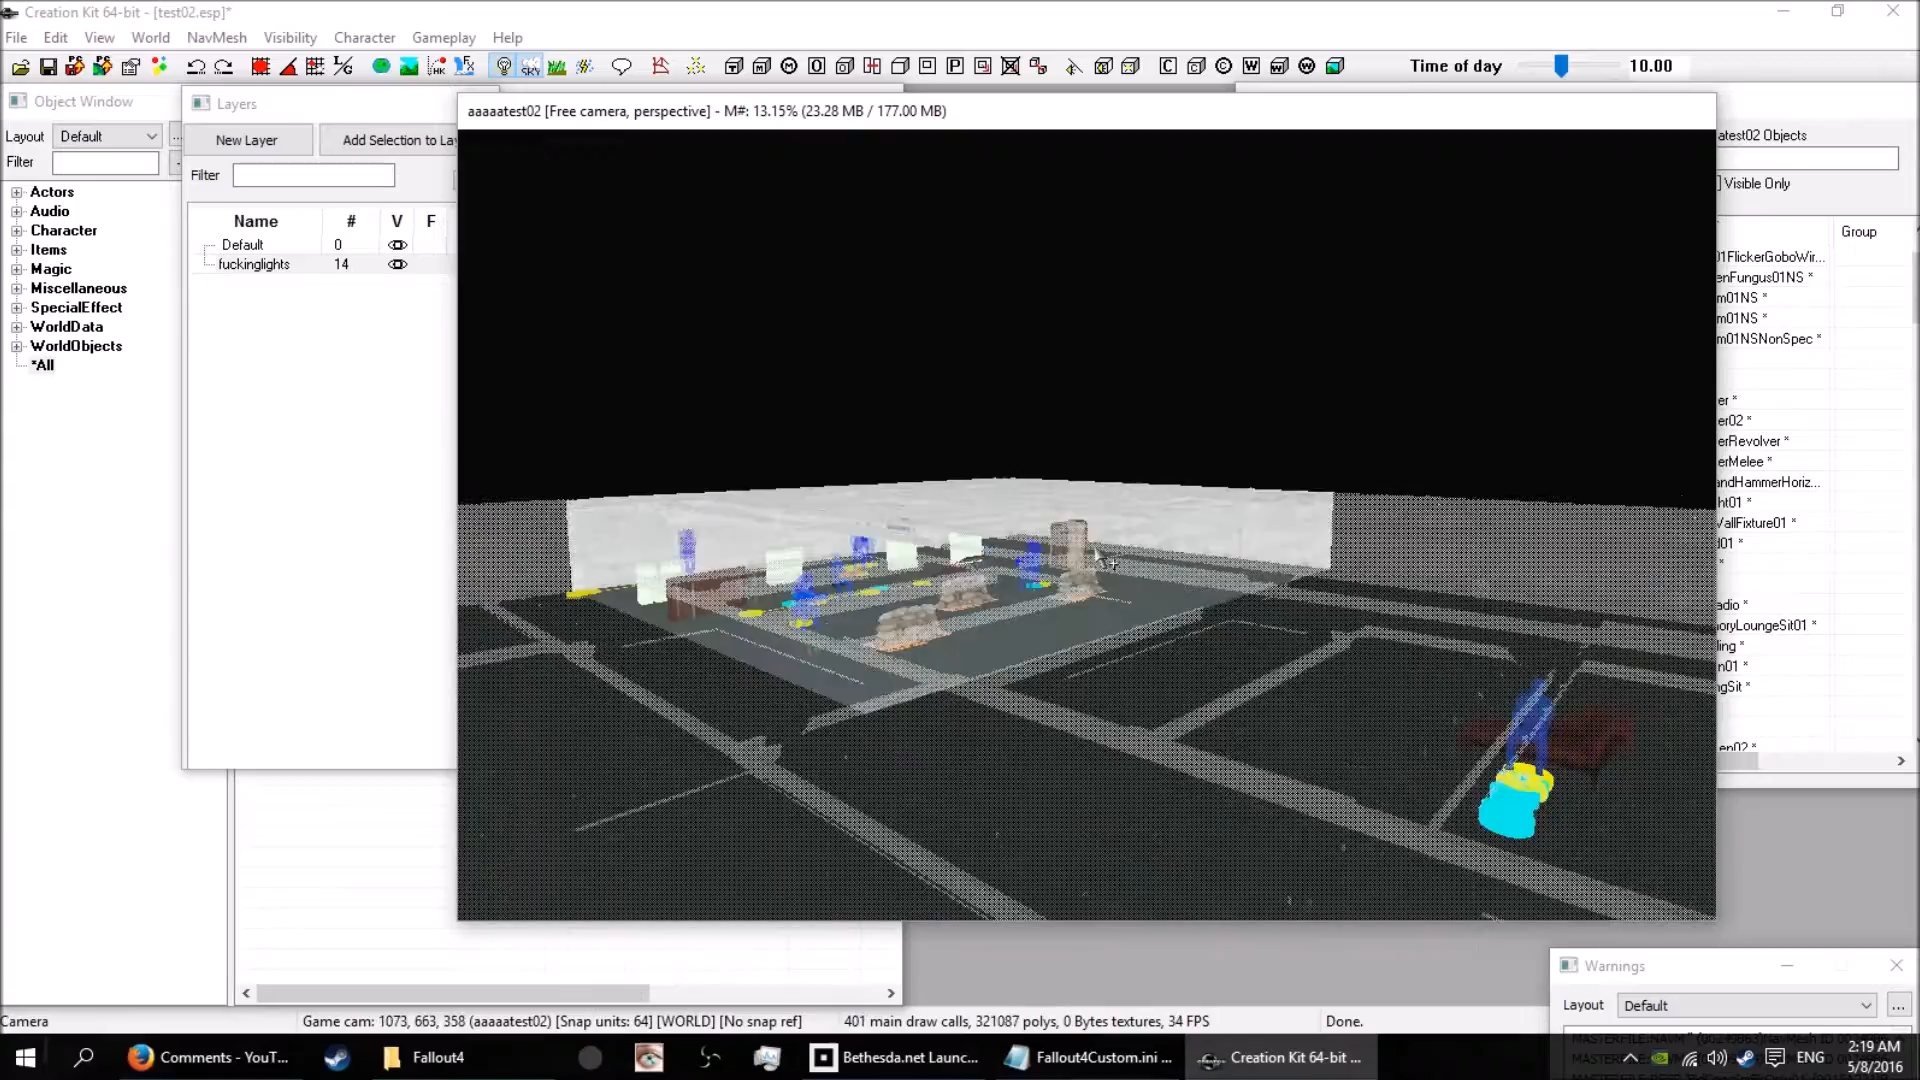 Creation Kit 64-bit - [test02.esp]*
File Edit View World NavMesh Visibility Character Gameplay Help
Time of day 10.00
Object Window
Layout Default ...
Filter
Actors
Audio
Character
Items
Magic
Miscellaneous
SpecialEffect
WorldData
WorldObjects
*All
Layers
New Layer
Add Selection to Lay
Filter
Name # V F
Default 0
fuckinglights 14
aaaaatest02 [Free camera, perspective] - M#: 13.15% (23.28 MB / 177.00 MB)
atest02 Objects
Visible Only
Group
01FlickerGoboWir...
enFungus01NS *
m01NS *
m01NS *
m01NSNonSpec *
er *
er02 *
erRevolver *
erMelee *
andHammerHoriz...
ht01 *
WallFixture01 *
d01 *
*
adio *
oryLoungeSit01 *
ling *
n01 *
gSit *
en02 *
Warnings
Layout Default ...
Camera
Game cam: 1073, 663, 358 (aaaaatest02) [Snap units: 64] [WORLD] [No snap ref]
401 main draw calls, 321087 polys, 0 Bytes textures, 34 FPS
Done.
Comments - YouT...
Fallout4
Bethesda.net Launc...
Fallout4Custom.ini ...
Creation Kit 64-bit ...
ENG
2:19 AM
5/8/2016